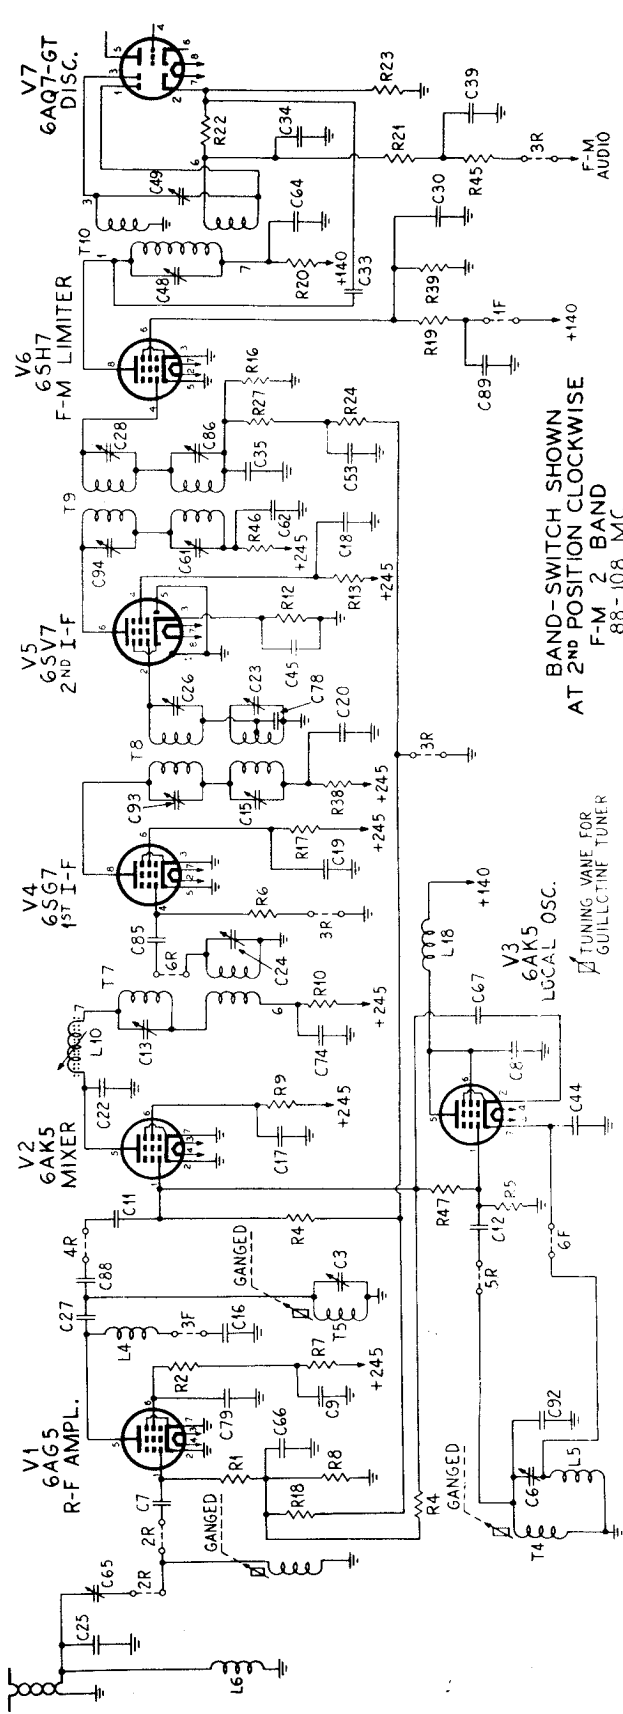 V1
6AG5
R-F AMPL.
V2
6AK5
MIXER
V4
6SG7
1ST I-F
V5
6SV7
2ND I-F
V6
6SH7
F-M LIMITER
V7
6AQ7-GT
DISC.
V3
6AK5
LOCAL OSC.
C25
C65
2R
L6
2R
C7
GANGED
R1
C66
R18
R8
R4
C79
R2
C9
R7
+245
C27
L4
3F
C16
C88
4R
C11
GANGED
T5
C3
R4
C22
L10
C17
R9
+245
T7
C13
C74
R10
+245
C85
6R
C24
R6
3R
C19
R17
+245
T8
C93
C15
R38
+245
C20
C26
C23
C78
C45
R12
R13
+245
C18
T9
C94
C61
R46
+245
C62
C28
C86
C35
R27
R16
C53
R24
3R
T10
C48
C49
R20
+140
C64
C33
R22
C34
R23
R21
C39
R45
3R
F-M
AUDIO
R19
R39
C30
C89
1F
+140
GANGED
T4
C6
L5
C92
5R
C12
R5
R47
6F
C44
C67
L18
+140
TUNING VANE FOR
GUILLOTINE TUNER
BAND-SWITCH SHOWN
AT 2ND POSITION CLOCKWISE
F-M 2 BAND
88-108 MC